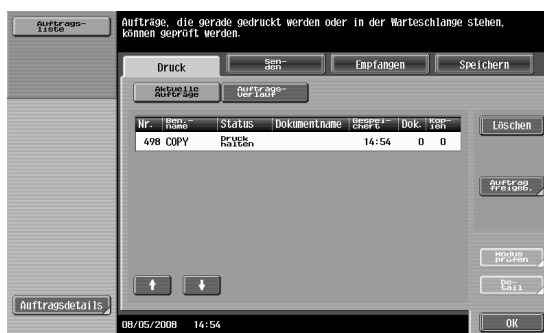 Auftrags-
liste
Aufträge, die gerade gedruckt werden oder in der Warteschlange stehen,
können geprüft werden.
Druck
Sen-
den
Empfangen
Speichern
Aktuelle
Aufträge
Auftrags-
verlauf
Nr. Ben.- name Status Dokumentname Gespei- chert Dok. Kop- ien
498 COPY Druck halten 14:54 0 0
Löschen
Auftrag
freigeb.
Modus
prüfen
De-
tail
Auftragsdetails
08/05/2008 14:54
OK